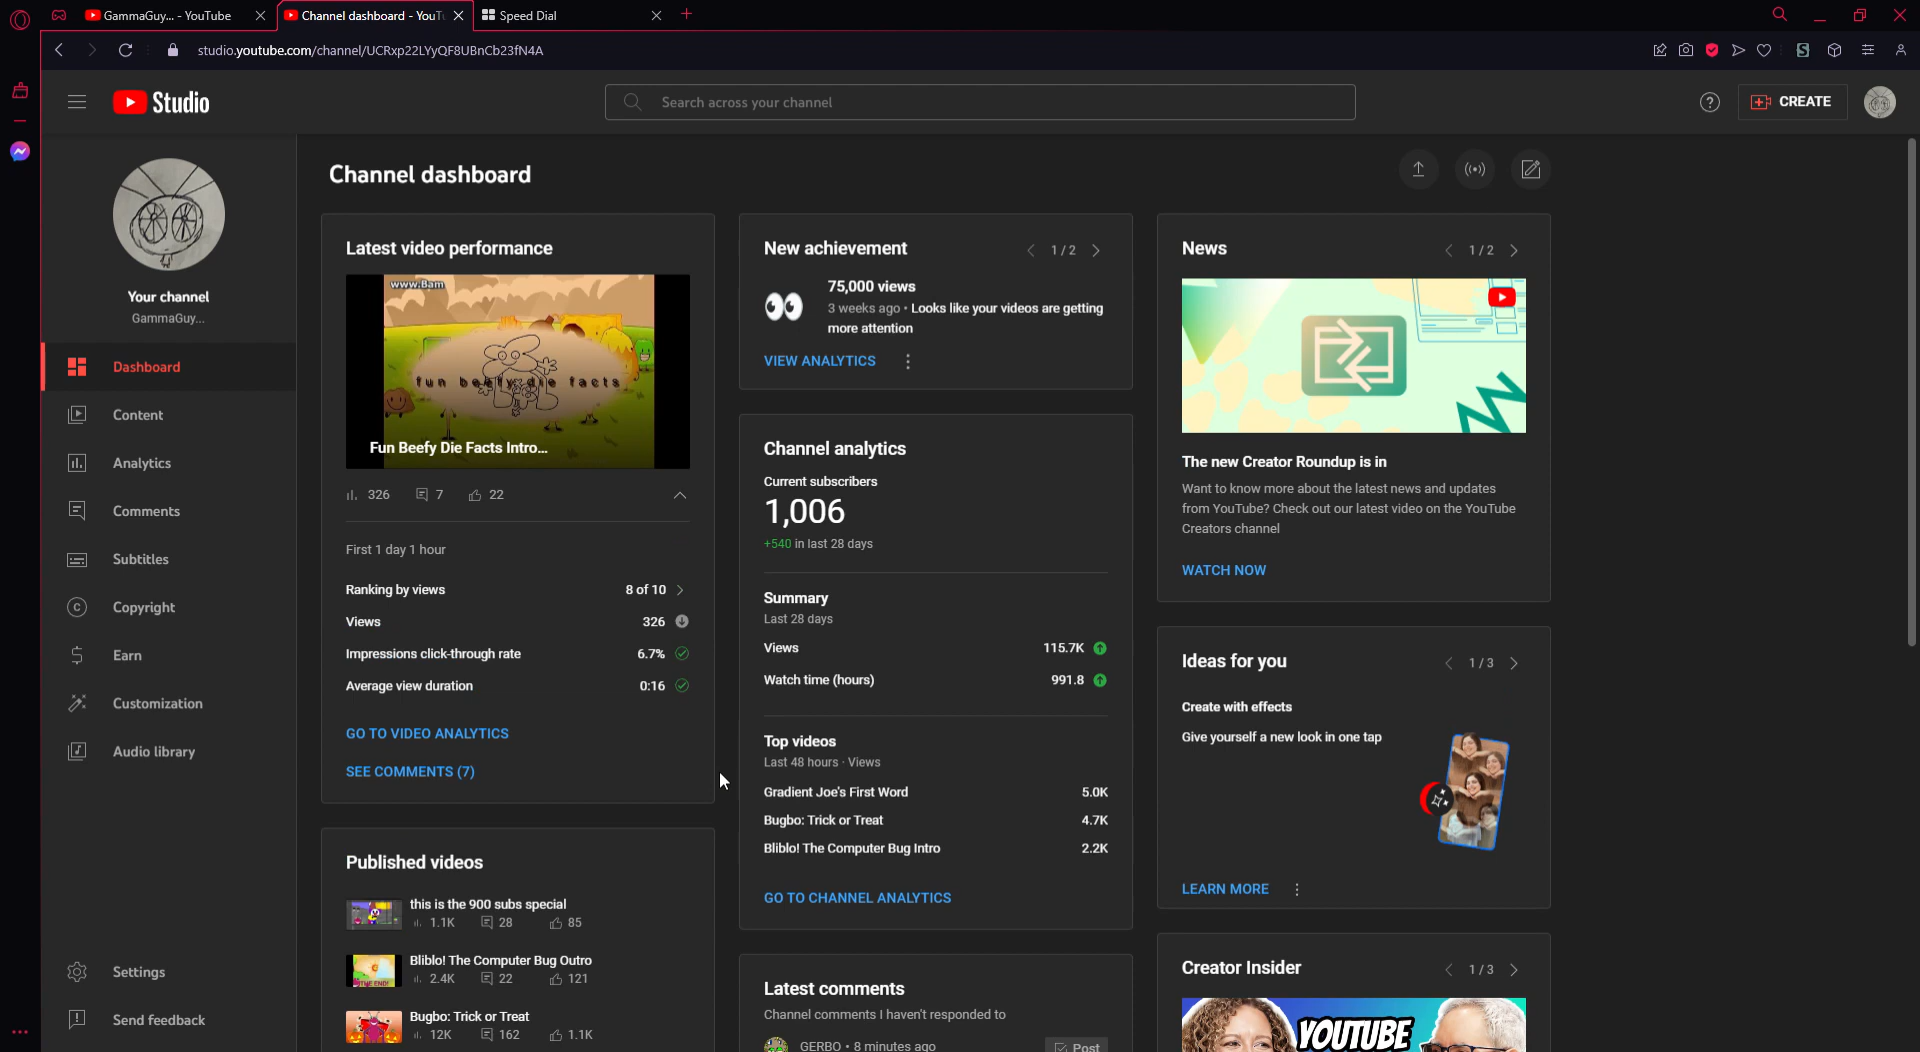 GammaGuy... - YouTube
Channel dashboard - YouT
Speed Dial
studio.youtube.com/channel/UCRxp22LYyQF8UBnCb23fN4A
Studio
Search across your channel
CREATE
Your channel
GammaGuy...
Dashboard
Content
Analytics
Comments
Subtitles
Copyright
Earn
Customization
Audio library
Settings
Send feedback
Channel dashboard
Latest video performance
www.Bam
fun beefy die facts
Fun Beefy Die Facts Intro...
326 7 22
First 1 day 1 hour
Ranking by views 8 of 10
Views 326
Impressions click-through rate 6.7%
Average view duration 0:16
GO TO VIDEO ANALYTICS
SEE COMMENTS (7)
Published videos
this is the 900 subs special
1.1K 28 85
Bliblo! The Computer Bug Outro
2.4K 22 121
THE END!
Bugbo: Trick or Treat
12K 162 1.1K
New achievement 1 / 2
75,000 views
3 weeks ago • Looks like your videos are getting
more attention
VIEW ANALYTICS
Channel analytics
Current subscribers
1,006
+540 in last 28 days
Summary
Last 28 days
Views 115.7K
Watch time (hours) 991.8
Top videos
Last 48 hours · Views
Gradient Joe's First Word 5.0K
Bugbo: Trick or Treat 4.7K
Bliblo! The Computer Bug Intro 2.2K
GO TO CHANNEL ANALYTICS
Latest comments
Channel comments I haven't responded to
GERBO • 8 minutes ago
Post
News 1 / 2
The new Creator Roundup is in
Want to know more about the latest news and updates
from YouTube? Check out our latest video on the YouTube
Creators channel
WATCH NOW
Ideas for you 1 / 3
Create with effects
Give yourself a new look in one tap
LEARN MORE
Creator Insider 1 / 3
YOUTUBE